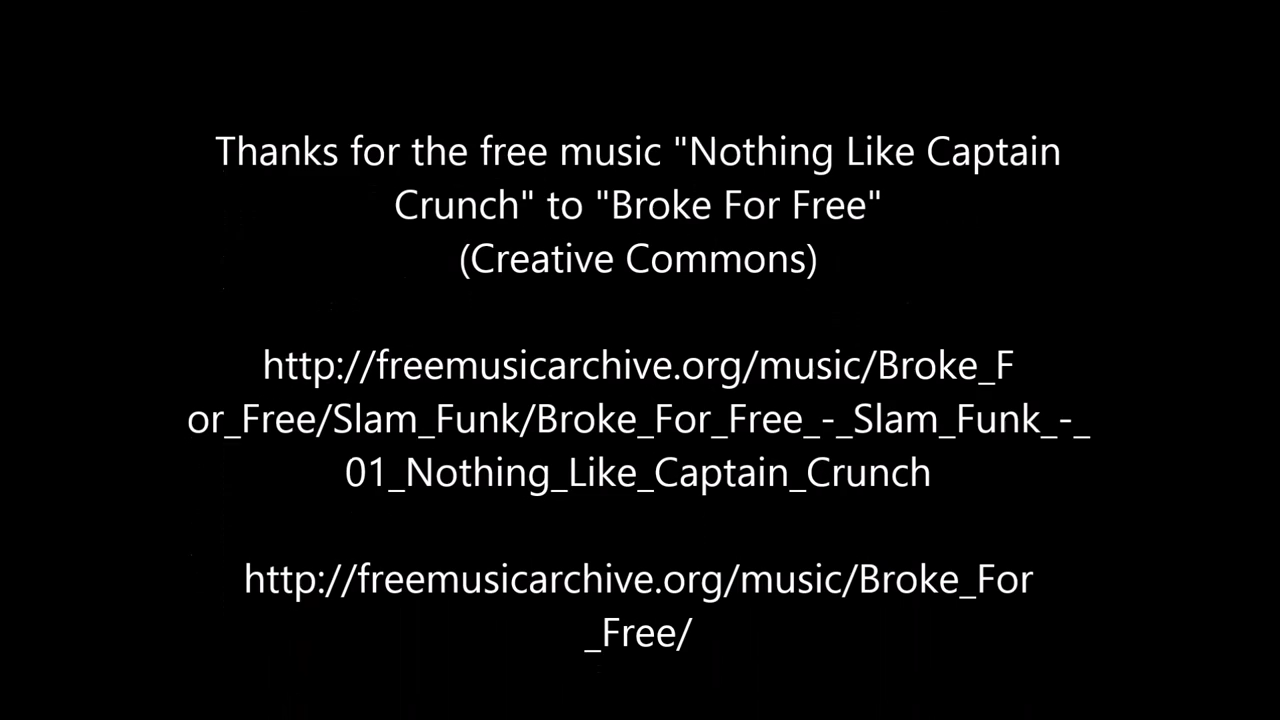 Thanks for the free music "Nothing Like Captain
Crunch" to "Broke For Free"
(Creative Commons)
http://freemusicarchive.org/music/Broke_F
or_Free/Slam_Funk/Broke_For_Free_-_Slam_Funk_-_
01_Nothing_Like_Captain_Crunch
http://freemusicarchive.org/music/Broke_For
_Free/